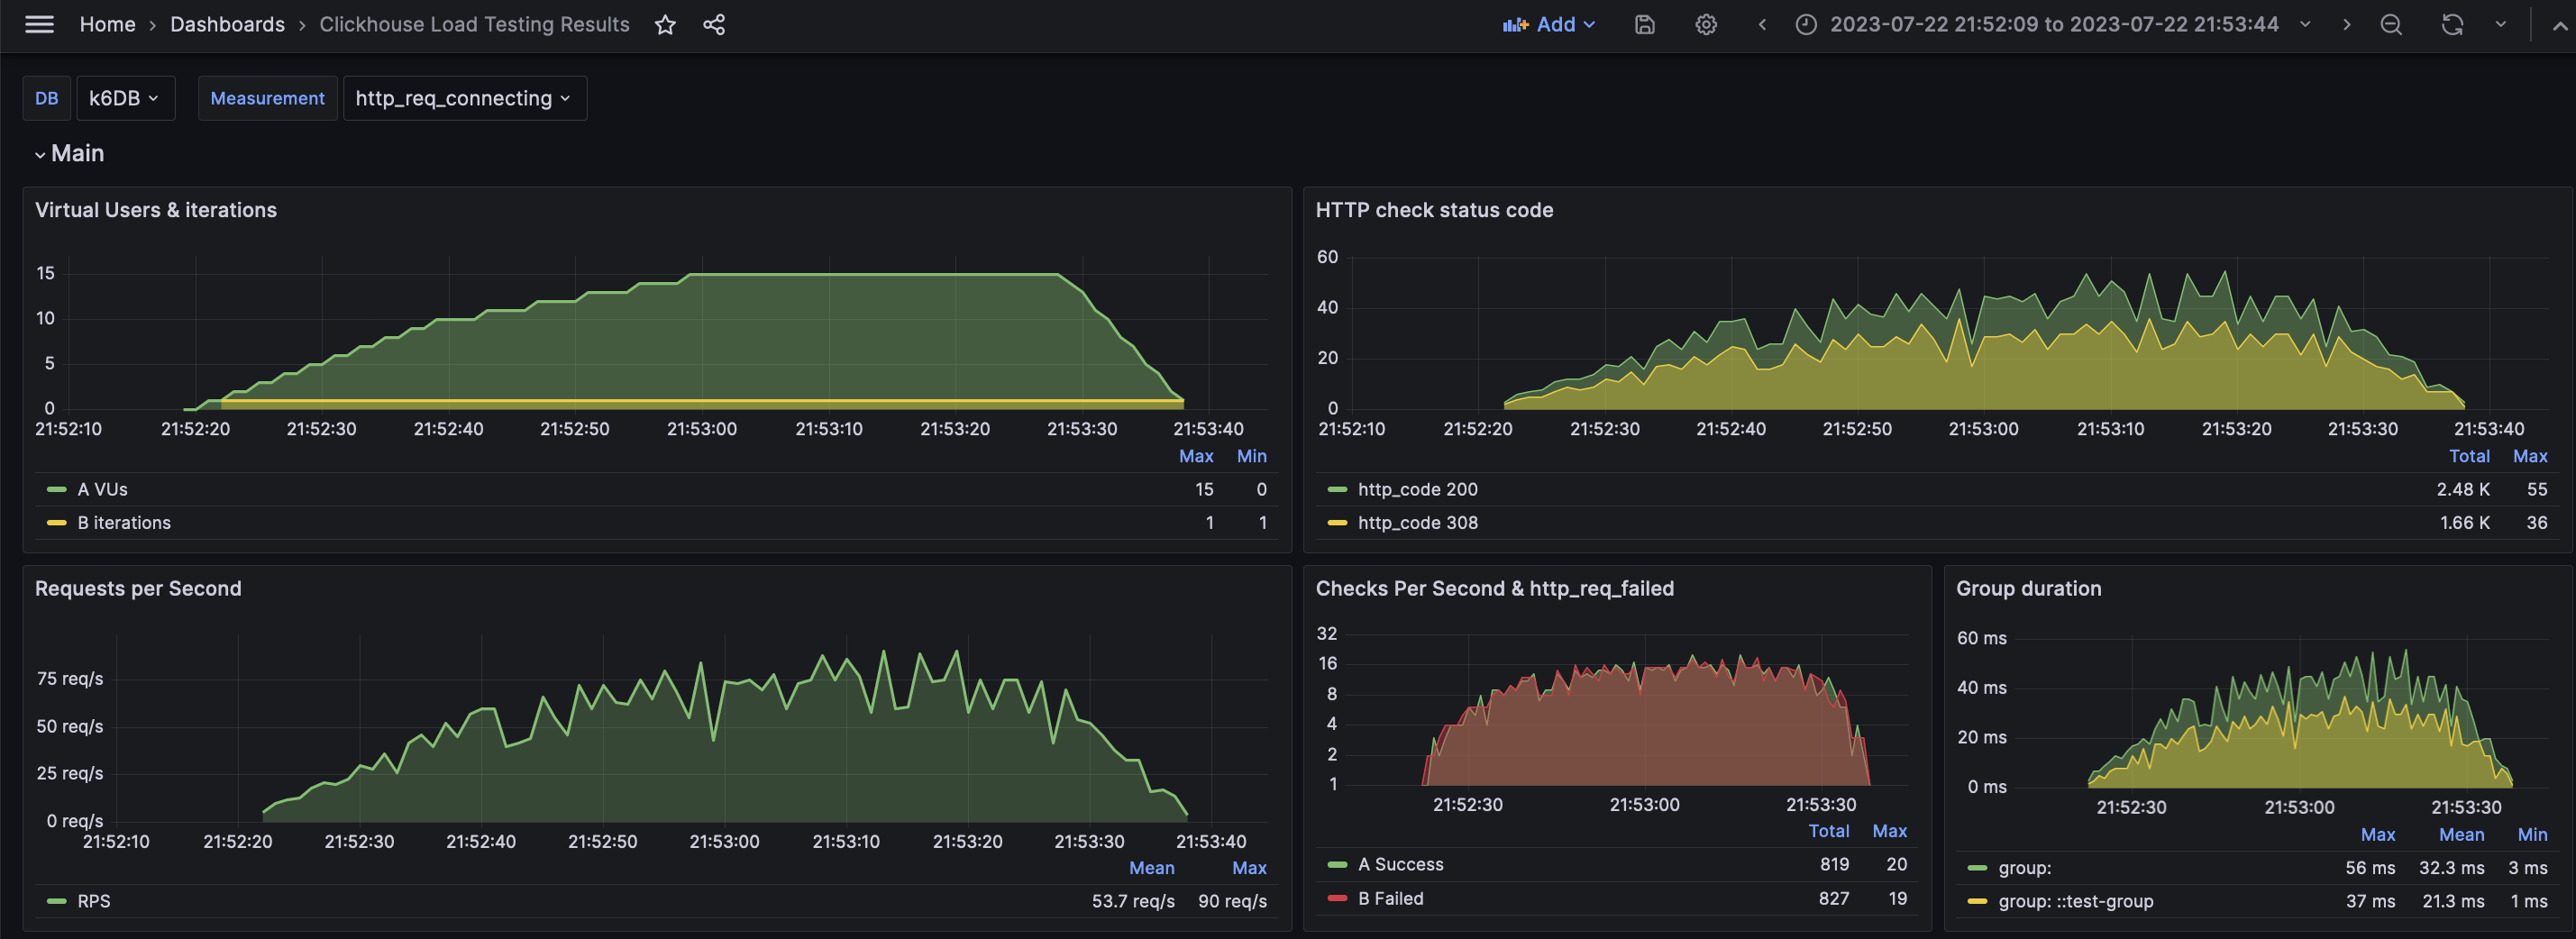 Home › Dashboards › Clickhouse Load Testing Results Add 2023-07-22 21:52:09 to 2023-07-22 21:53:44
DB k6DB Measurement http_req_connecting
Main
Virtual Users & iterations
15
10
5
0
21:52:10 21:52:20 21:52:30 21:52:40 21:52:50 21:53:00 21:53:10 21:53:20 21:53:30 21:53:40
Max Min
A VUs 15 0
B iterations 1 1
HTTP check status code
60
40
20
0
21:52:10 21:52:20 21:52:30 21:52:40 21:52:50 21:53:00 21:53:10 21:53:20 21:53:30 21:53:40
Total Max
http_code 200 2.48 K 55
http_code 308 1.66 K 36
Requests per Second
75 req/s
50 req/s
25 req/s
0 req/s
21:52:10 21:52:20 21:52:30 21:52:40 21:52:50 21:53:00 21:53:10 21:53:20 21:53:30 21:53:40
Mean Max
RPS 53.7 req/s 90 req/s
Checks Per Second & http_req_failed
32
16
8
4
2
1
21:52:30 21:53:00 21:53:30
Total Max
A Success 819 20
B Failed 827 19
Group duration
60 ms
40 ms
20 ms
0 ms
21:52:30 21:53:00 21:53:30
Max Mean Min
group: 56 ms 32.3 ms 3 ms
group: ::test-group 37 ms 21.3 ms 1 ms